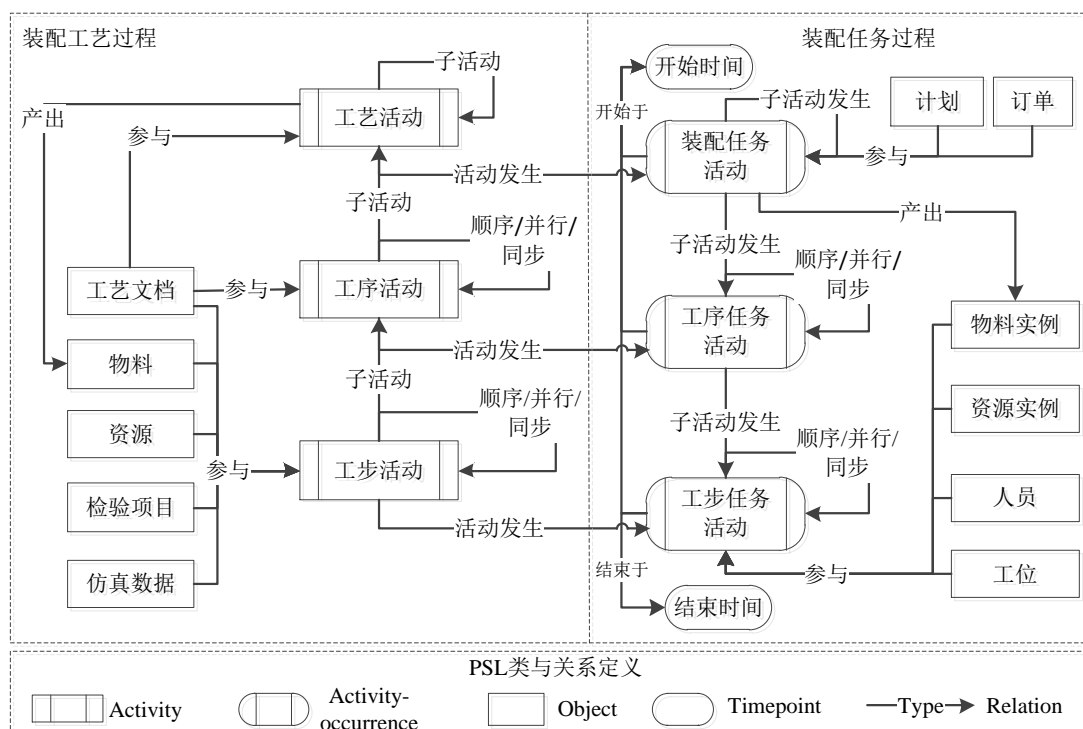 装配工艺过程
装配任务过程
子活动
开始时间
产出
工艺活动
参与
开始于
子活动发生
计划
订单
装配任务
活动
参与
活动发生
子活动
产出
顺序/并行/
同步
子活动发生
顺序/并行/
同步
工艺文档
参与
工序活动
工序任务
活动
物料实例
物料
活动发生
子活动
顺序/并行/
同步
资源
子活动发生
资源实例
顺序/并行/
同步
参与
工步活动
工步任务
活动
检验项目
活动发生
人员
仿真数据
结束于
参与
工位
结束时间
PSL类与关系定义
Activity
Activity-
occurrence
Object
Timepoint
Type
Relation